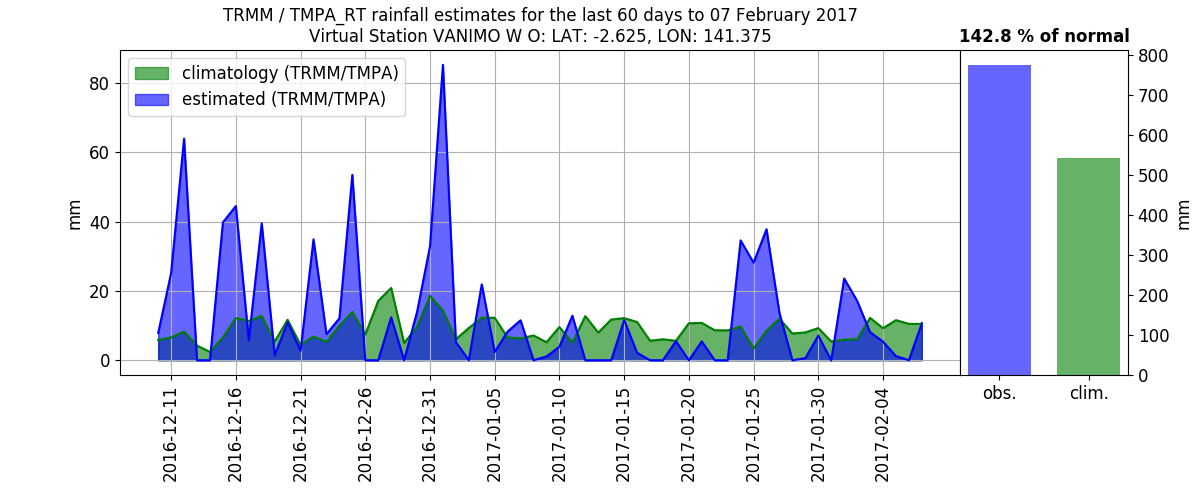 TRMM / TMPA_RT rainfall estimates for the last 60 days to 07 February 2017
Virtual Station VANIMO W O: LAT: -2.625, LON: 141.375
142.8 % of normal
climatology (TRMM/TMPA)
estimated (TRMM/TMPA)
mm
80
60
40
20
0
2016-12-11
2016-12-16
2016-12-21
2016-12-26
2016-12-31
2017-01-05
2017-01-10
2017-01-15
2017-01-20
2017-01-25
2017-01-30
2017-02-04
obs.
clim.
800
700
600
500
400
300
200
100
0
mm